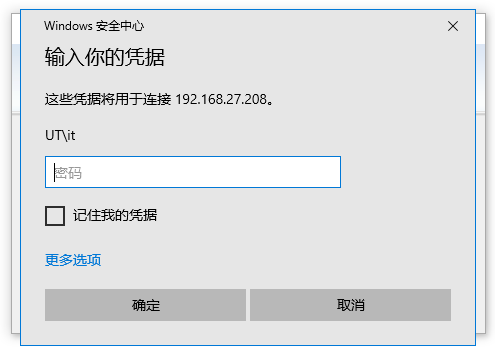 Windows 安全中心
输入你的凭据
这些凭据将用于连接 192.168.27.208。
UT\it
密码
记住我的凭据
更多选项
确定
取消